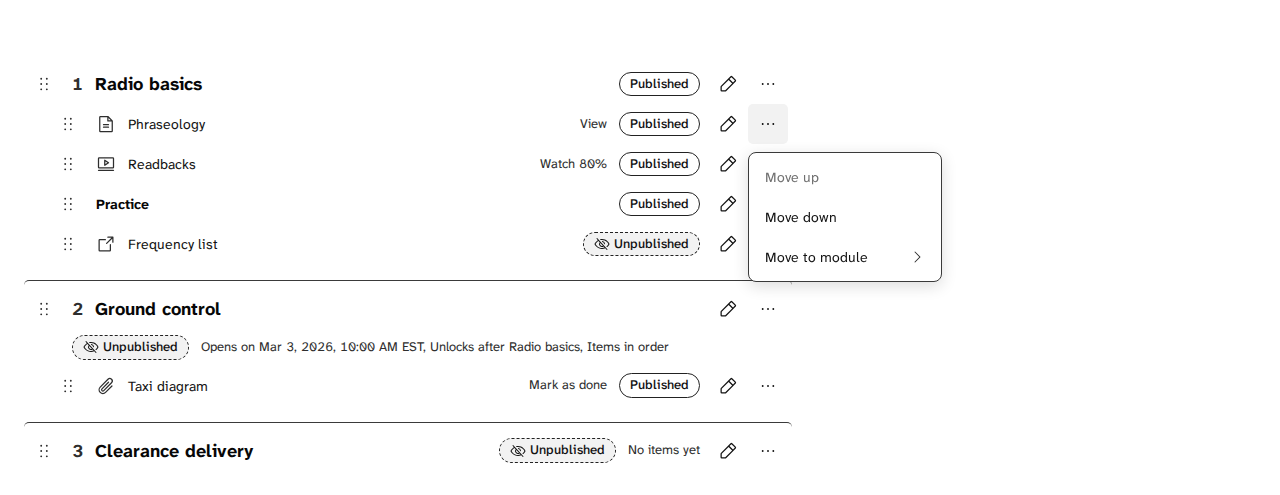 1 Radio basics Published
Phraseology View Published
Readbacks Watch 80% Published
Practice Published
Frequency list Unpublished
Move up
Move down
Move to module
2 Ground control
Unpublished Opens on Mar 3, 2026, 10:00 AM EST, Unlocks after Radio basics, Items in order
Taxi diagram Mark as done Published
3 Clearance delivery Unpublished No items yet